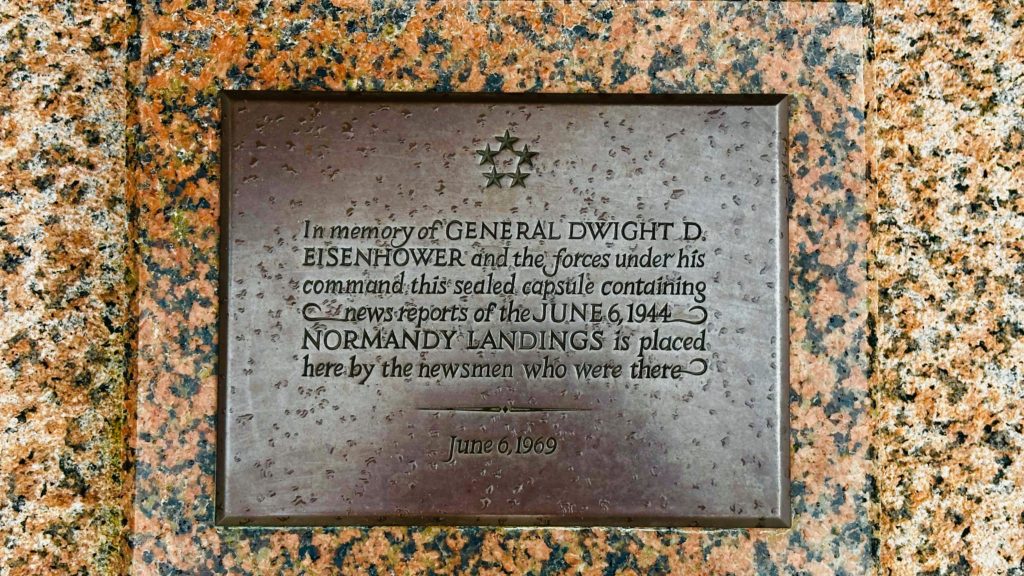 In memory of GENERAL DWIGHT D.
EISENHOWER and the forces under his
command, this sealed capsule containing
news reports of the JUNE 6, 1944
NORMANDY LANDINGS is placed
here by the newsmen who were there
June 6, 1969